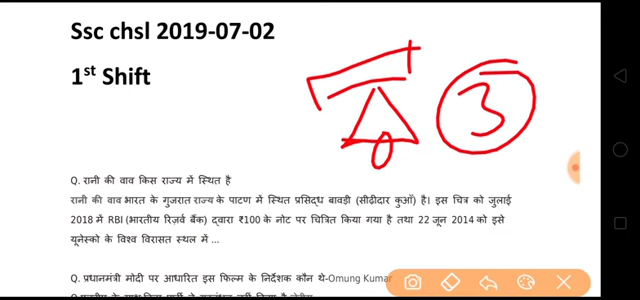 Ssc chsl 2019-07-02
1st Shift
3
Q. रानी की वाव किस राज्य में स्थित है
रानी की वाव भारत के गुजरात राज्य के पाटण में स्थित प्रसिद्ध बावड़ी (सीढ़ीदार कुआँ) है। इस चित्र को जुलाई
2018 में RBI (भारतीय रिज़र्व बैंक) द्वारा ₹100 के नोट पर चित्रित किया गया है तथा 22 जून 2014 को इसे
यूनेस्को के विश्व विरासत स्थल में ...
Q. प्रधानमंत्री मोदी पर आधारित इस फिल्म के निर्देशक कौन थे-Omung Kumar